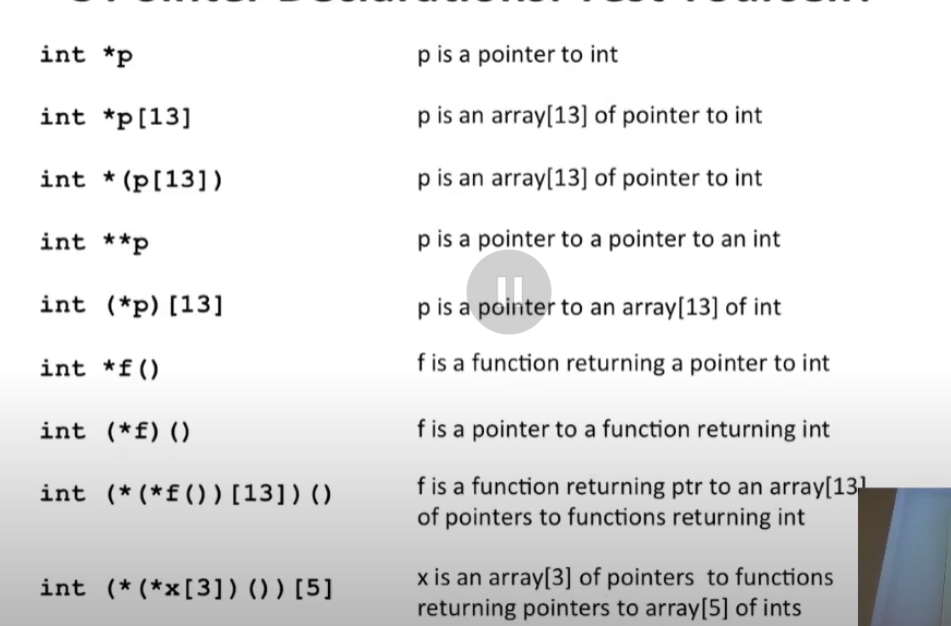 C Pointer Declarations: Test Yourself!
int *p p is a pointer to int
int *p[13] p is an array[13] of pointer to int
int *(p[13]) p is an array[13] of pointer to int
int **p p is a pointer to a pointer to an int
int (*p)[13] p is a pointer to an array[13] of int
int *f() f is a function returning a pointer to int
int (*f)() f is a pointer to a function returning int
int (*(*f())[13])() f is a function returning ptr to an array[13]
of pointers to functions returning int
int (*(*x[3])())[5] x is an array[3] of pointers to functions
returning pointers to array[5] of ints